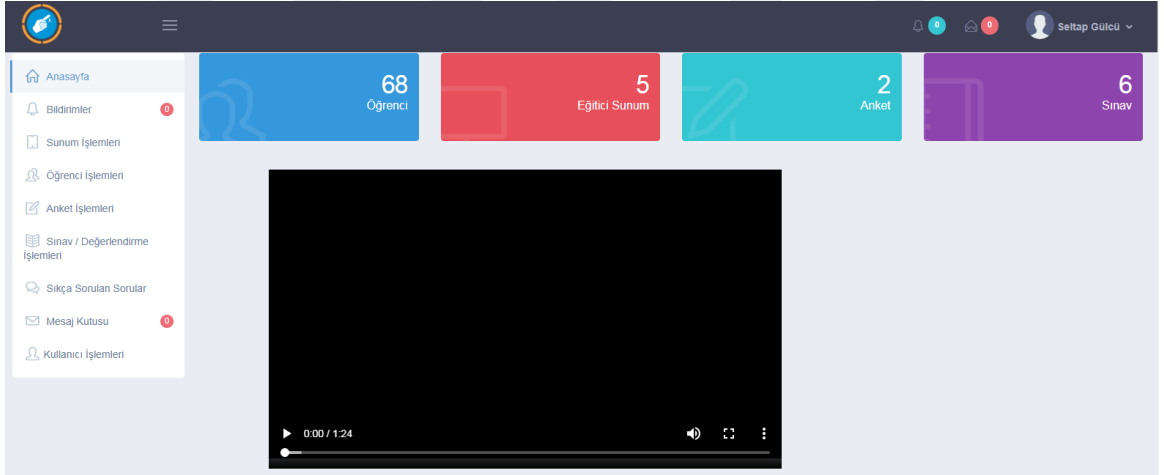 0
0
Seltap Gülcü
Anasayfa
Bildirimler 0
Sunum İşlemleri
Öğrenci İşlemleri
Anket İşlemleri
Sınav / Değerlendirme
İşlemleri
Sıkça Sorulan Sorular
Mesaj Kutusu 0
Kullanıcı İşlemleri
68
Öğrenci
5
Eğitici Sunum
2
Anket
6
Sınav
0:00 / 1:24